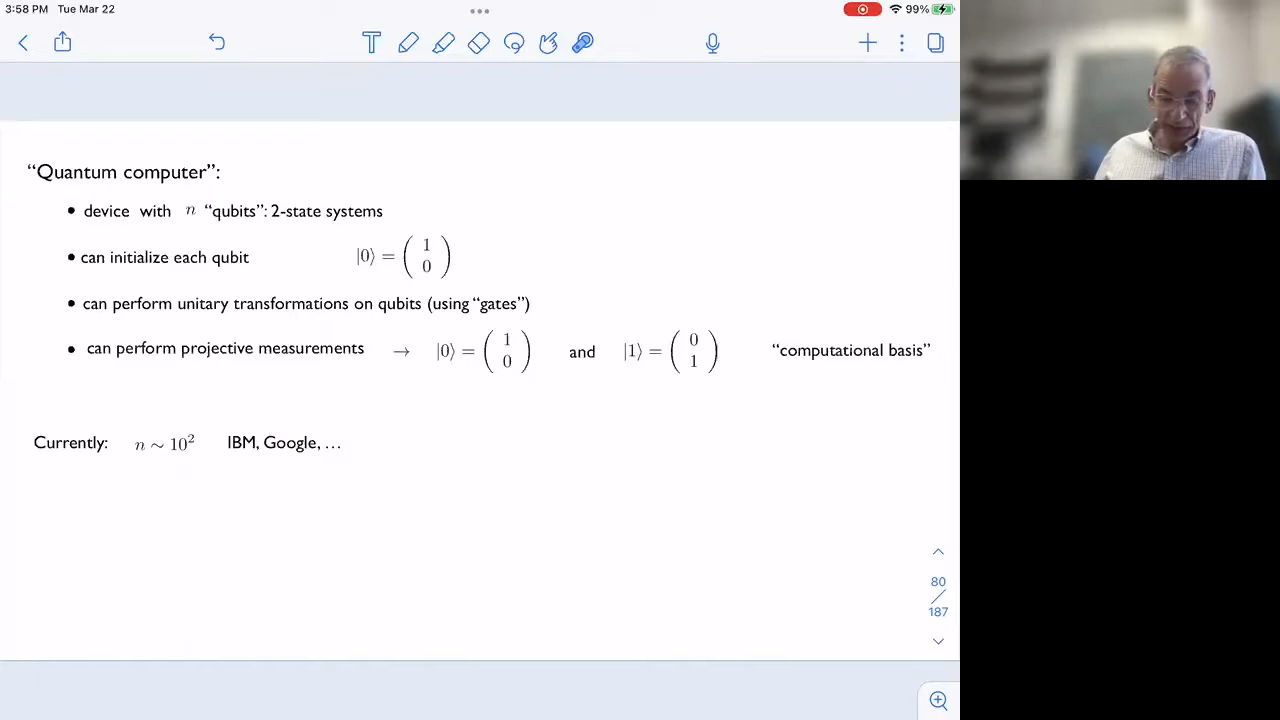 3:58 PM Tue Mar 22
99%
“Quantum computer”:
• device with n “qubits”: 2-state systems
• can initialize each qubit |0⟩ = ( 1 0 )
• can perform unitary transformations on qubits (using “gates”)
• can perform projective measurements → |0⟩ = ( 1 0 ) and |1⟩ = ( 0 1 ) “computational basis”
Currently: n ∼ 10² IBM, Google, …
80
/
187